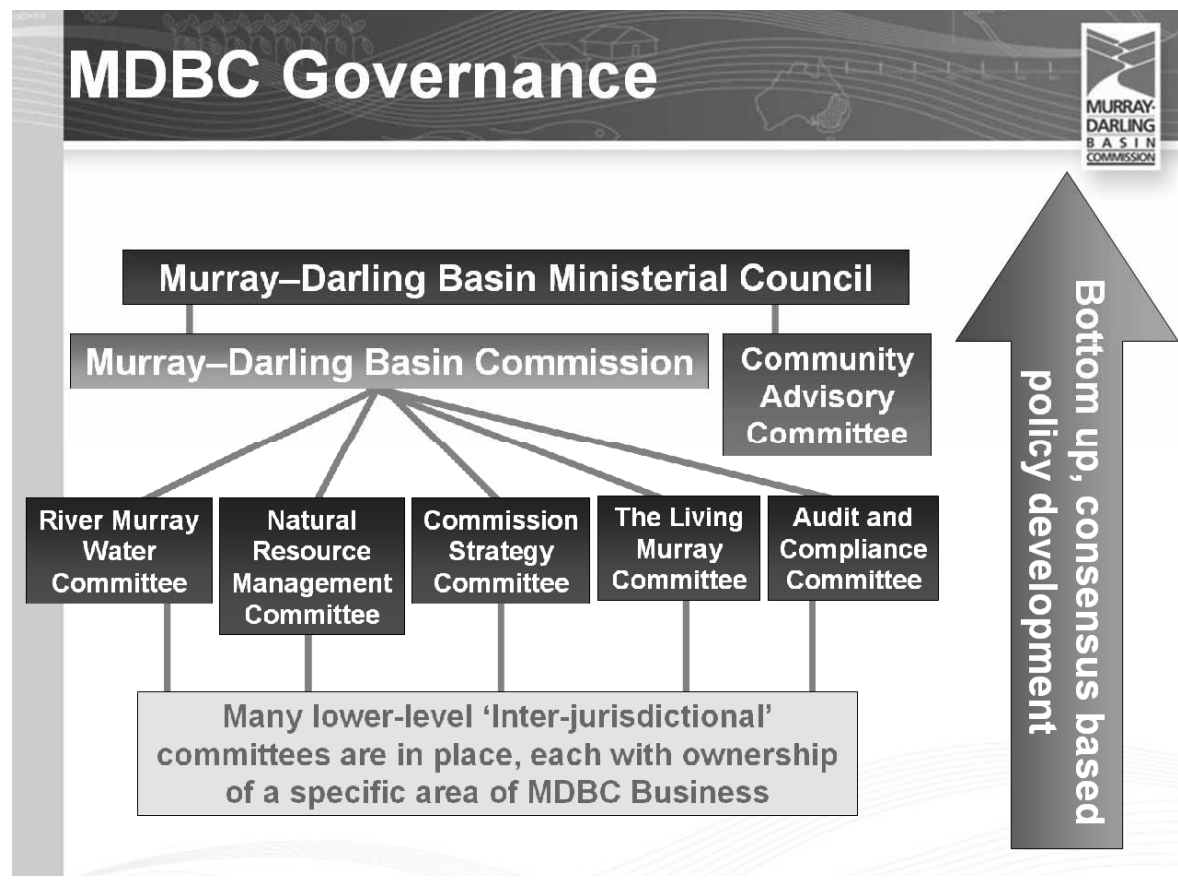 MDBC Governance
MURRAY-
DARLING
BASIN
COMMISSION
Murray–Darling Basin Ministerial Council
Murray–Darling Basin Commission
Community
Advisory
Committee
River Murray
Water
Committee
Natural
Resource
Management
Committee
Commission
Strategy
Committee
The Living
Murray
Committee
Audit and
Compliance
Committee
Many lower-level ‘Inter-jurisdictional’
committees are in place, each with ownership
of a specific area of MDBC Business
Bottom up, consensus based
policy development